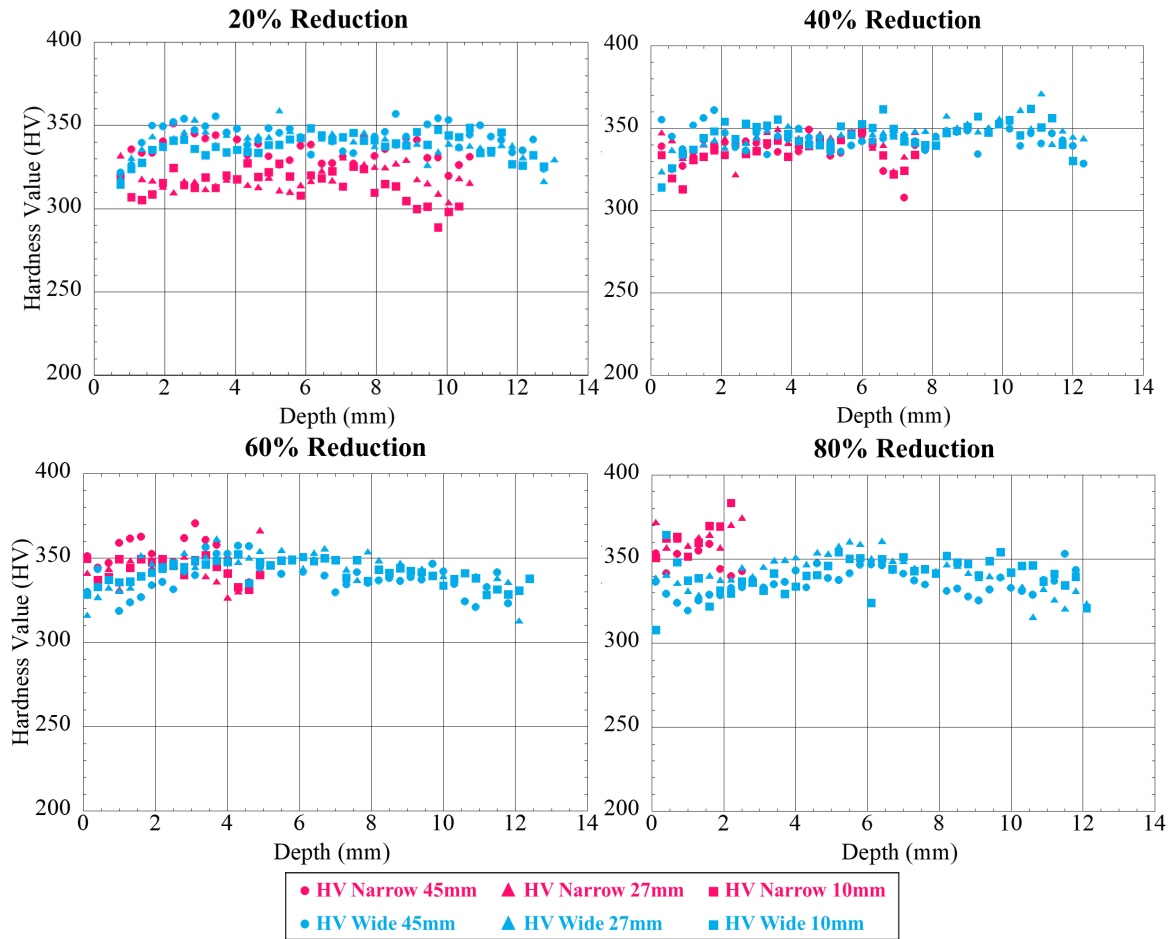 20% Reduction
40% Reduction
Hardness Value (HV)
400
350
300
250
200
0 2 4 6 8 10 12 14
Depth (mm)
400
350
300
250
200
0 2 4 6 8 10 12 14
Depth (mm)
60% Reduction
80% Reduction
Hardness Value (HV)
400
350
300
250
200
0 2 4 6 8 10 12 14
Depth (mm)
400
350
300
250
200
0 2 4 6 8 10 12 14
Depth (mm)
HV Narrow 45mm HV Narrow 27mm HV Narrow 10mm
HV Wide 45mm HV Wide 27mm HV Wide 10mm